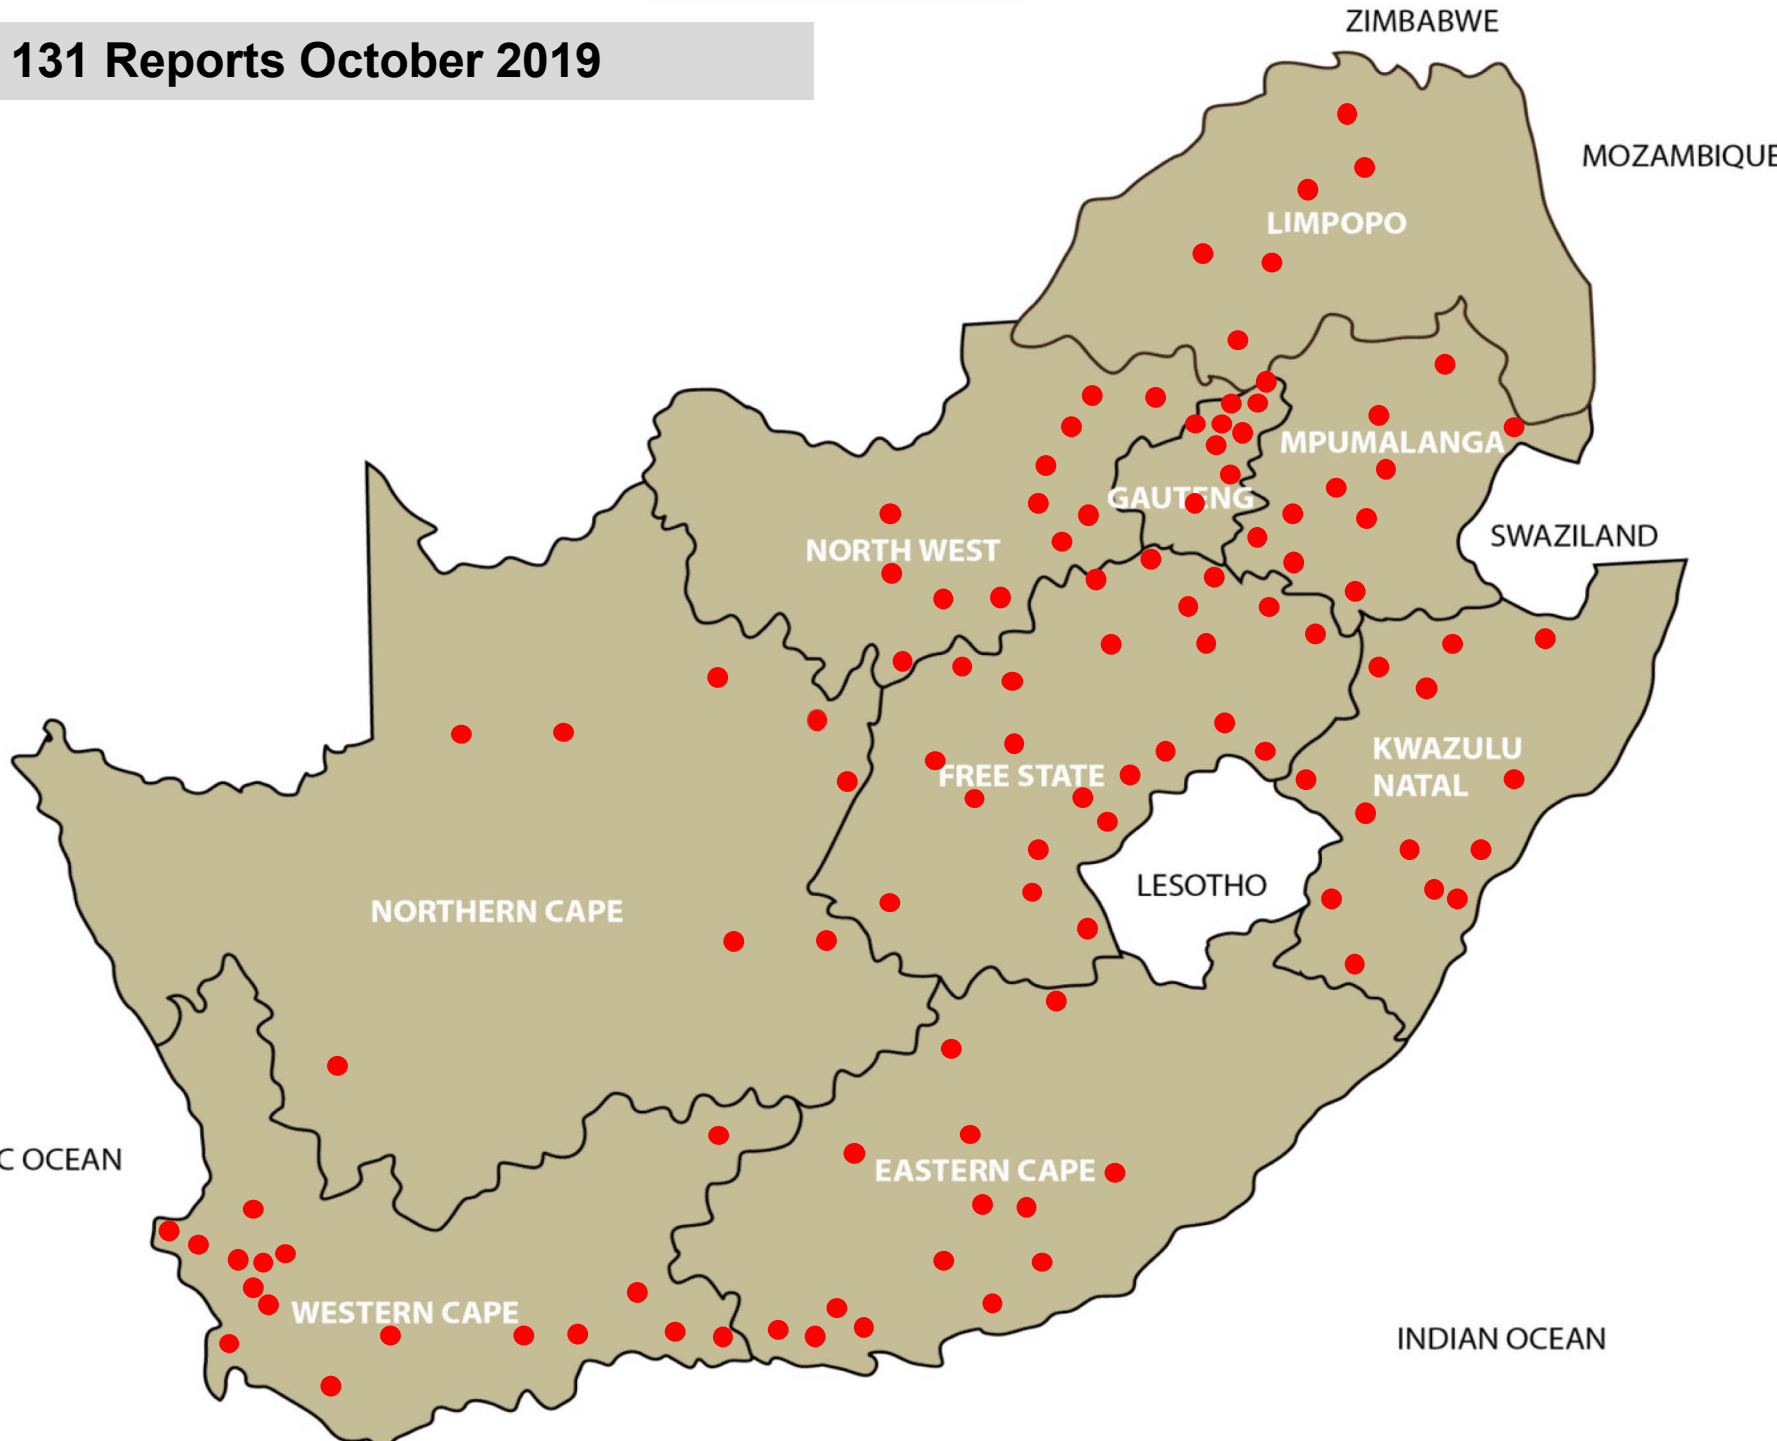 131 Reports October 2019
ZIMBABWE
MOZAMBIQUE
LIMPOPO
MPUMALANGA
GAUTENG
SWAZILAND
NORTH WEST
KWAZULU
NATAL
FREE STATE
LESOTHO
NORTHERN CAPE
C OCEAN
EASTERN CAPE
WESTERN CAPE
INDIAN OCEAN